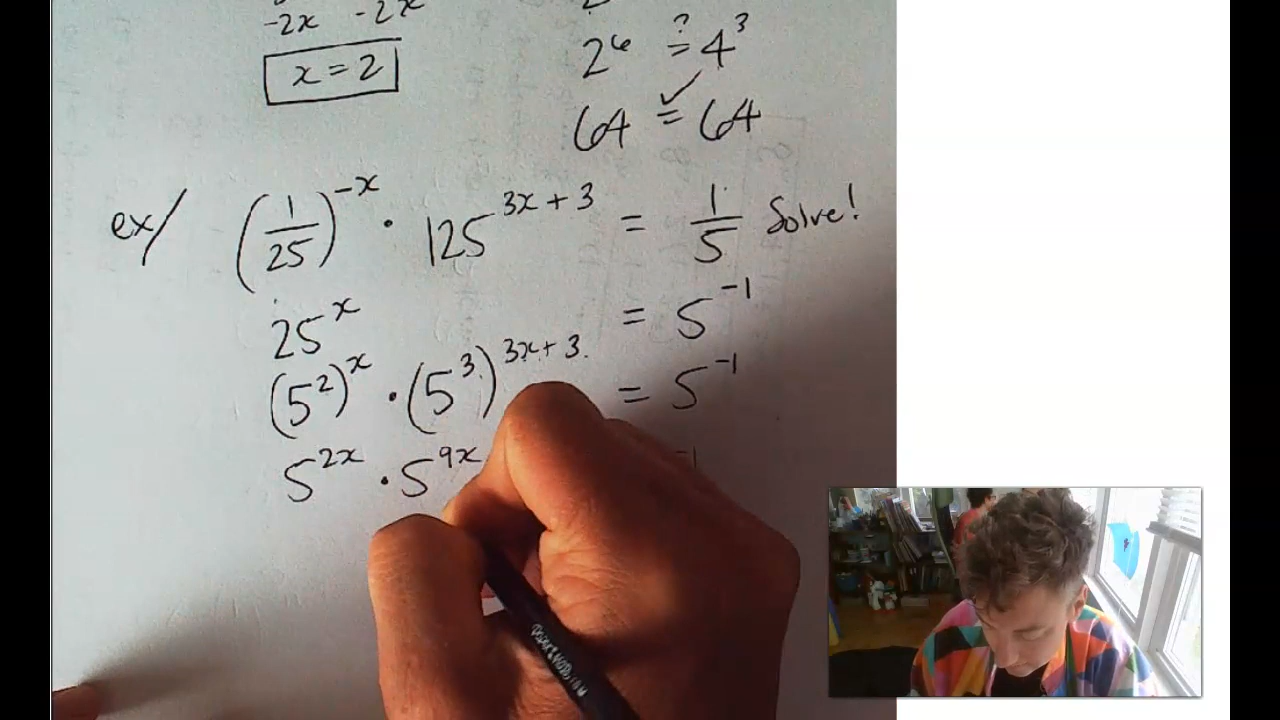 -2x -2x
x = 2
2⁶ ≟ 4³
64 = ✓ 64
ex/ (1/25)^(-x) · 125^(3x + 3) = 1/5 Solve!
25^x = 5^(-1)
(5²)^x · (5³)^(3x + 3) = 5^(-1)
5^(2x) · 5^(9x -1